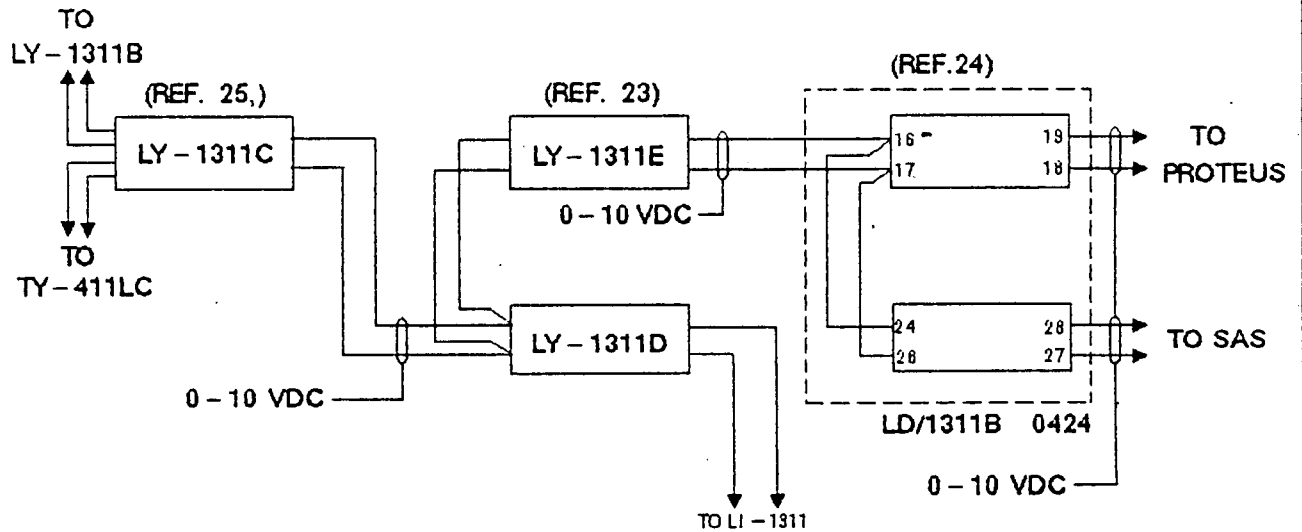 TO
LY-1311B
(REF. 25,)
LY-1311C
TO
TY-411LC
0-10 VDC
(REF. 23)
LY-1311E
0-10 VDC
LY-1311D
TO LI-1311
(REF.24)
16
17
19
18
TO
PROTEUS
24
26
28
27
TO SAS
LD/1311B 0424
0-10 VDC